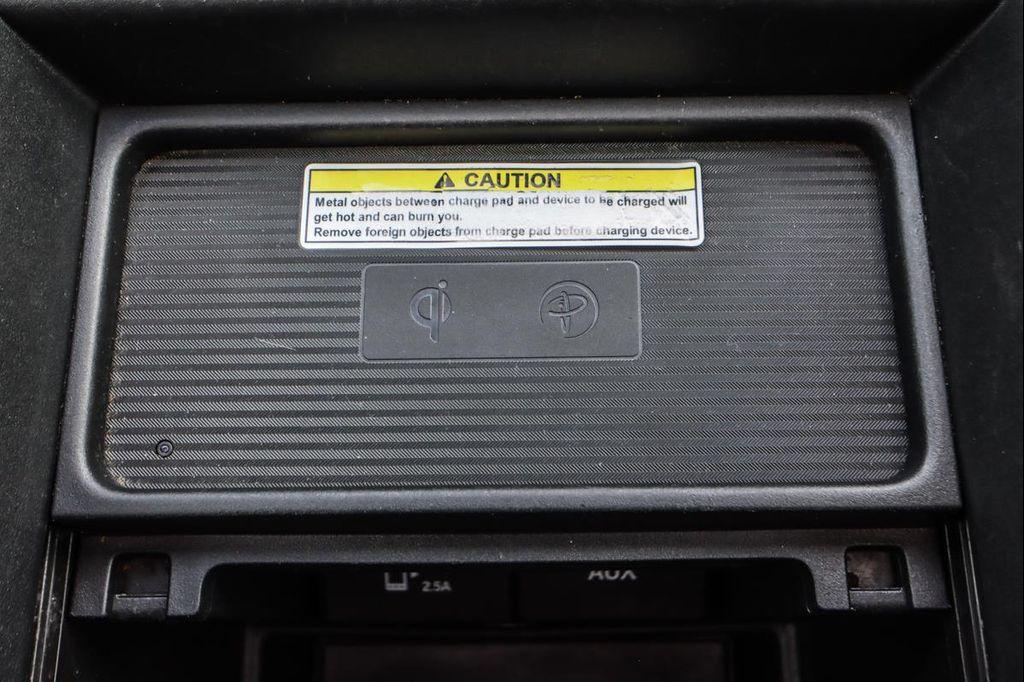 CAUTION
Metal objects between charge pad and device to be charged will
get hot and can burn you.
Remove foreign objects from charge pad before charging device.
qi
2.5A
AUX